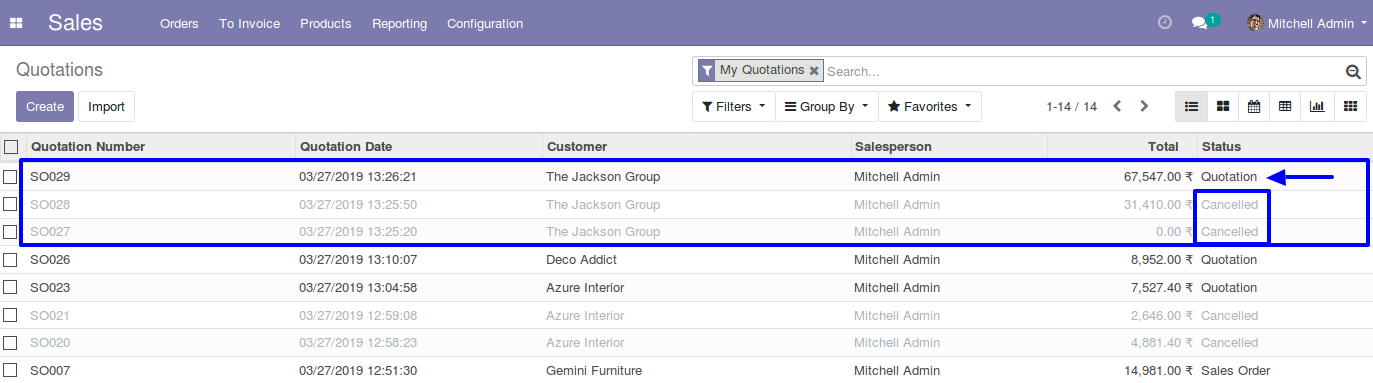 Sales Orders To Invoice Products Reporting Configuration 1 Mitchell Admin
Quotations My Quotations Search...
Create Import Filters Group By Favorites 1-14 / 14
Quotation Number Quotation Date Customer Salesperson Total Status
SO029 03/27/2019 13:26:21 The Jackson Group Mitchell Admin 67,547.00 ₹ Quotation
SO028 03/27/2019 13:25:50 The Jackson Group Mitchell Admin 31,410.00 ₹ Cancelled
SO027 03/27/2019 13:25:20 The Jackson Group Mitchell Admin 0.00 ₹ Cancelled
SO026 03/27/2019 13:10:07 Deco Addict Mitchell Admin 8,952.00 ₹ Quotation
SO023 03/27/2019 13:04:58 Azure Interior Mitchell Admin 7,527.40 ₹ Quotation
SO021 03/27/2019 12:59:08 Azure Interior Mitchell Admin 2,646.00 ₹ Cancelled
SO020 03/27/2019 12:58:23 Azure Interior Mitchell Admin 4,881.40 ₹ Cancelled
SO007 03/27/2019 12:51:30 Gemini Furniture Mitchell Admin 14,981.00 ₹ Sales Order